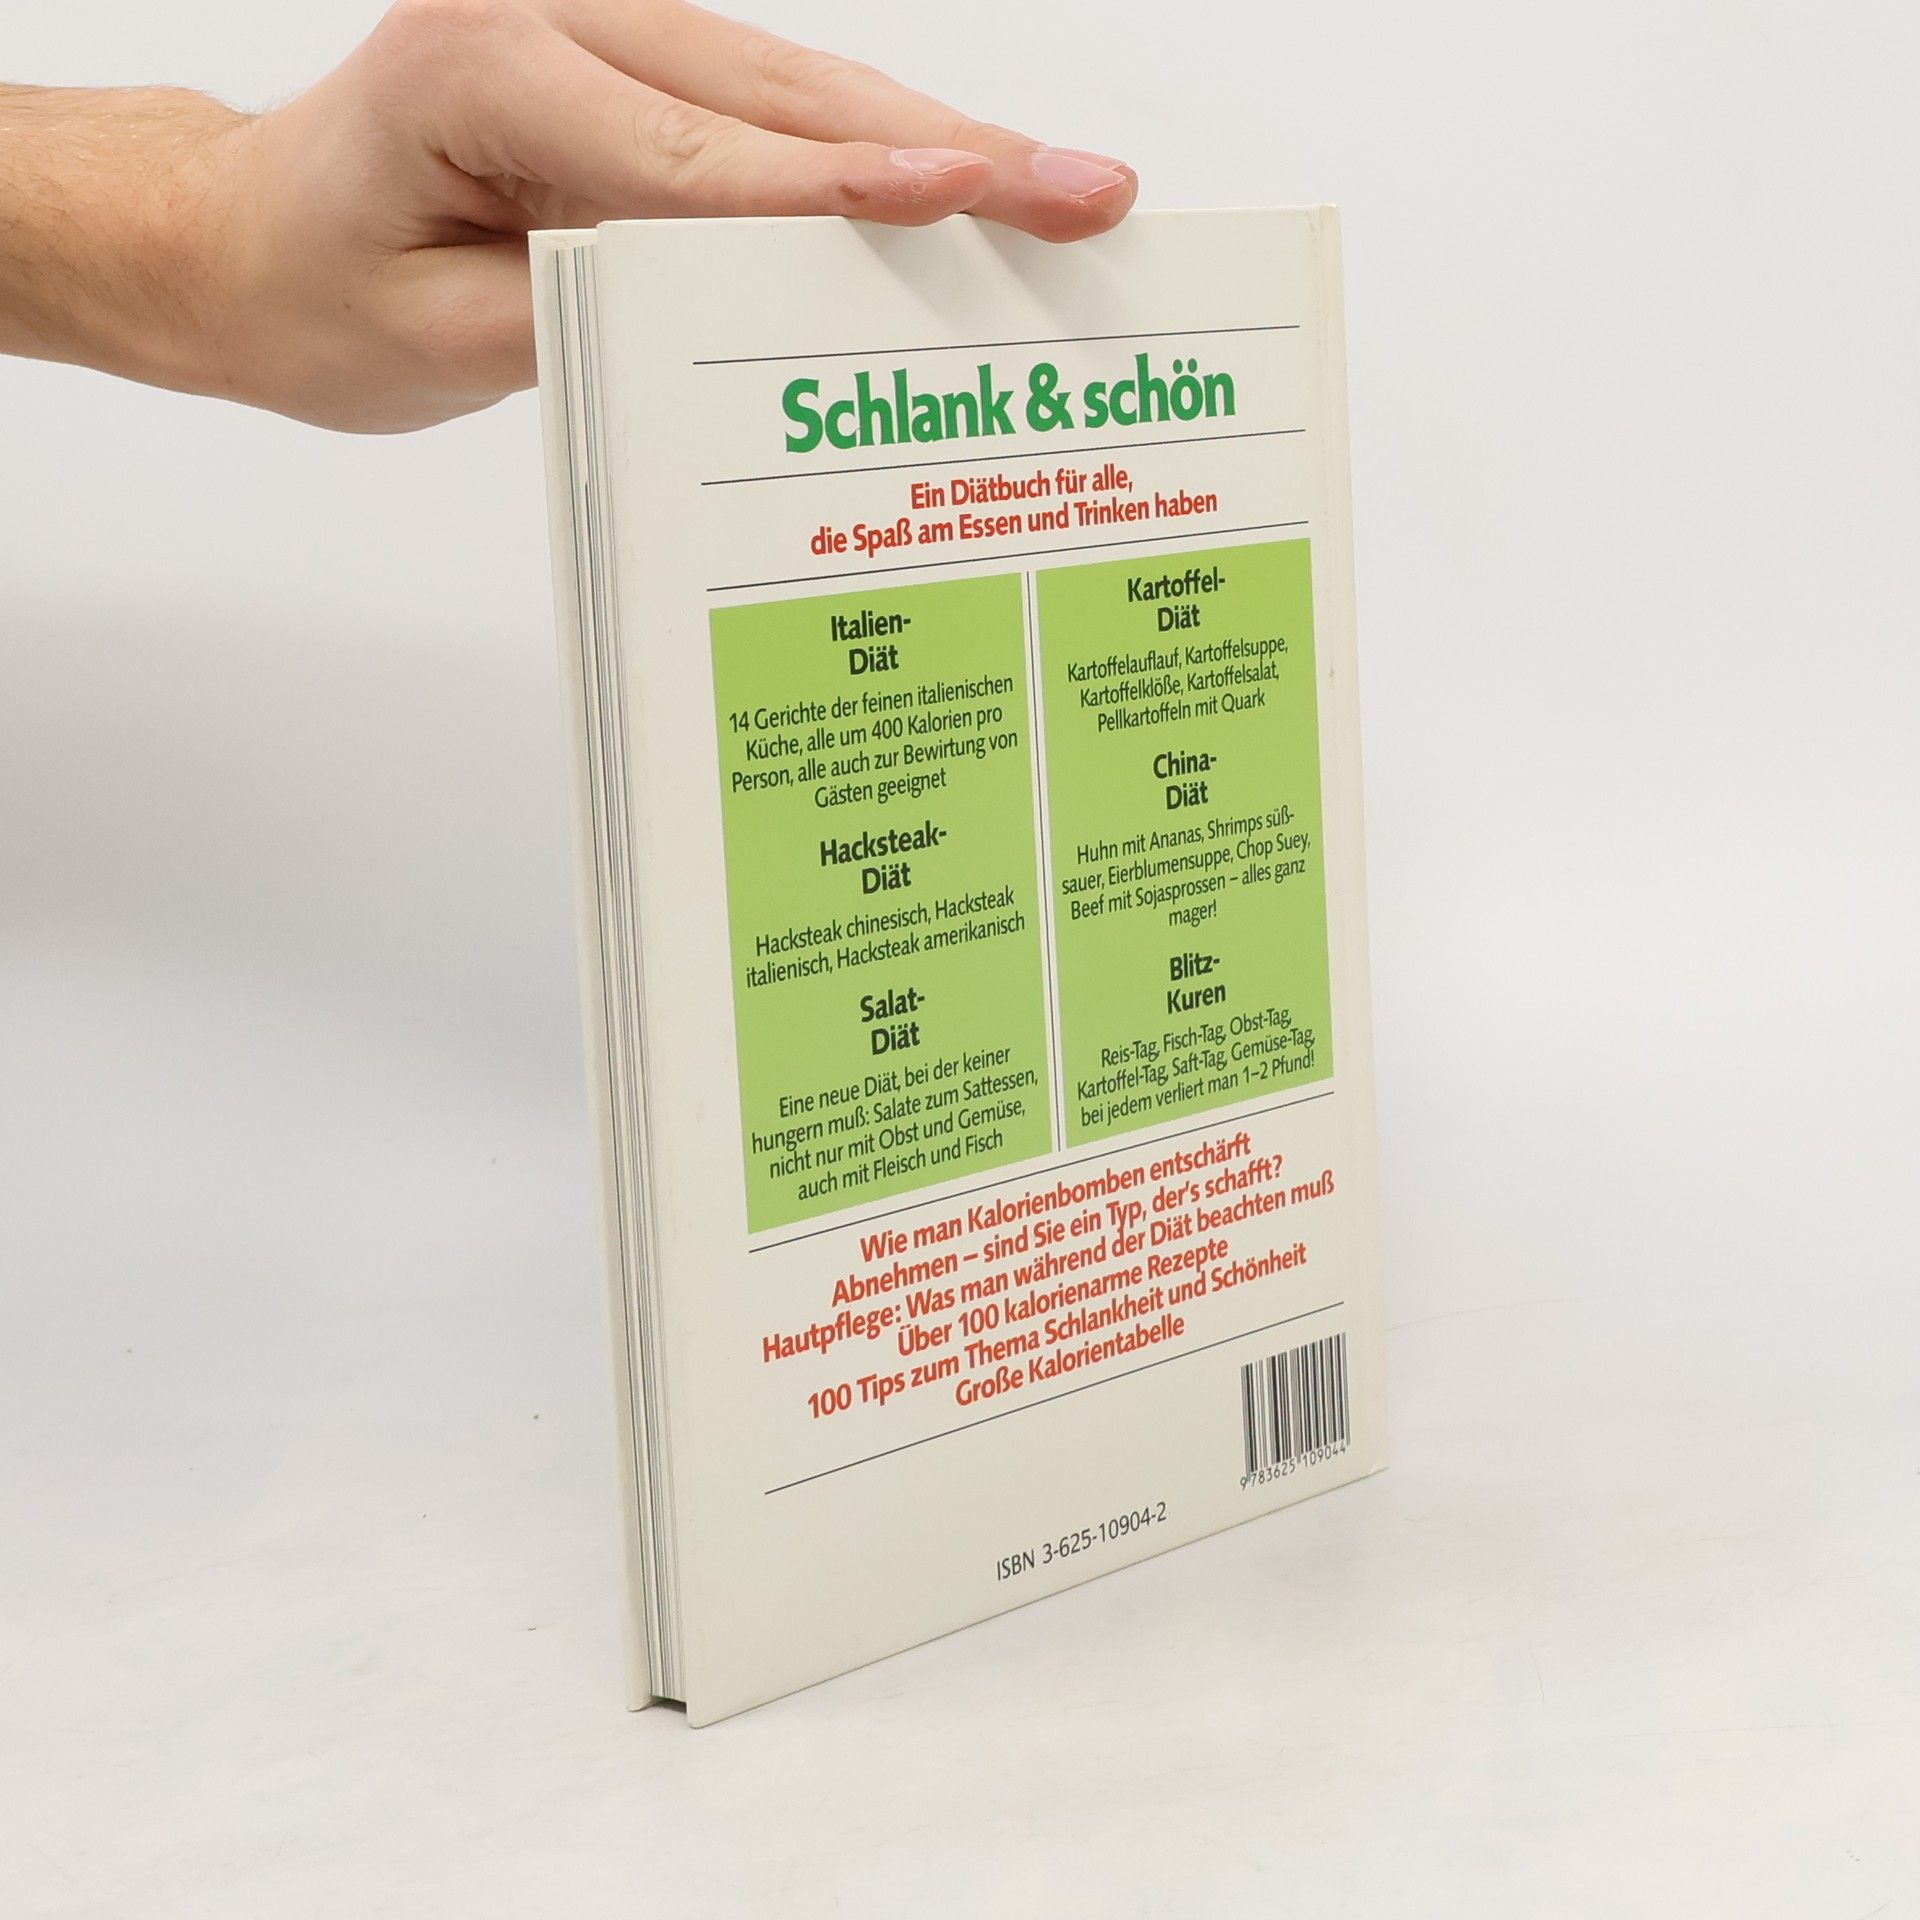 Schlank & schön
Ein Diätbuch für alle,
die Spaß am Essen und Trinken haben
Italien-
Diät
14 Gerichte der feinen italienischen
Küche, alle um 400 Kalorien pro
Person, alle auch zur Bewirtung von
Gästen geeignet
Hacksteak-
Diät
Hacksteak chinesisch, Hacksteak
italienisch, Hacksteak amerikanisch
Salat-
Diät
Eine neue Diät, bei der keiner
hungern muß: Salate zum Sattessen,
nicht nur mit Obst und Gemüse,
auch mit Fleisch und Fisch
Kartoffel-
Diät
Kartoffelauflauf, Kartoffelsuppe,
Kartoffelklöße, Kartoffelsalat,
Pellkartoffeln mit Quark
China-
Diät
Huhn mit Ananas, Shrimps süß-
sauer, Eierblumensuppe, Chop Suey,
Beef mit Sojasprossen – alles ganz
mager!
Blitz-
Kuren
Reis-Tag, Fisch-Tag, Obst-Tag,
Kartoffel-Tag, Saft-Tag, Gemüse-Tag,
bei jedem verliert man 1–2 Pfund!
Wie man Kalorienbomben entschärft
Abnehmen – sind Sie ein Typ, der's schafft?
Hautpflege: Was man während der Diät beachten muß
Über 100 kalorienarme Rezepte
100 Tips zum Thema Schlankheit und Schönheit
Große Kalorientabelle
9 783625 109044
ISBN 3-625-10904-2